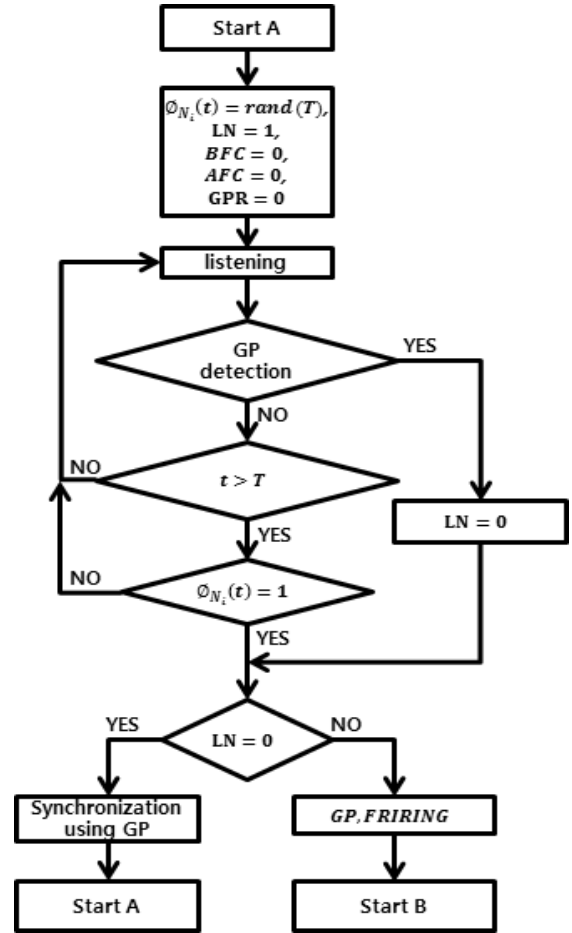 Start A
∅_{N_i}(t) = rand(T),
LN = 1,
BFC = 0,
AFC = 0,
GPR = 0
listening
GP
detection
YES
NO
NO
t > T
YES
LN = 0
NO
∅_{N_i}(t) = 1
YES
YES
NO
LN = 0
Synchronization
using GP
GP, FRIRING
Start A
Start B